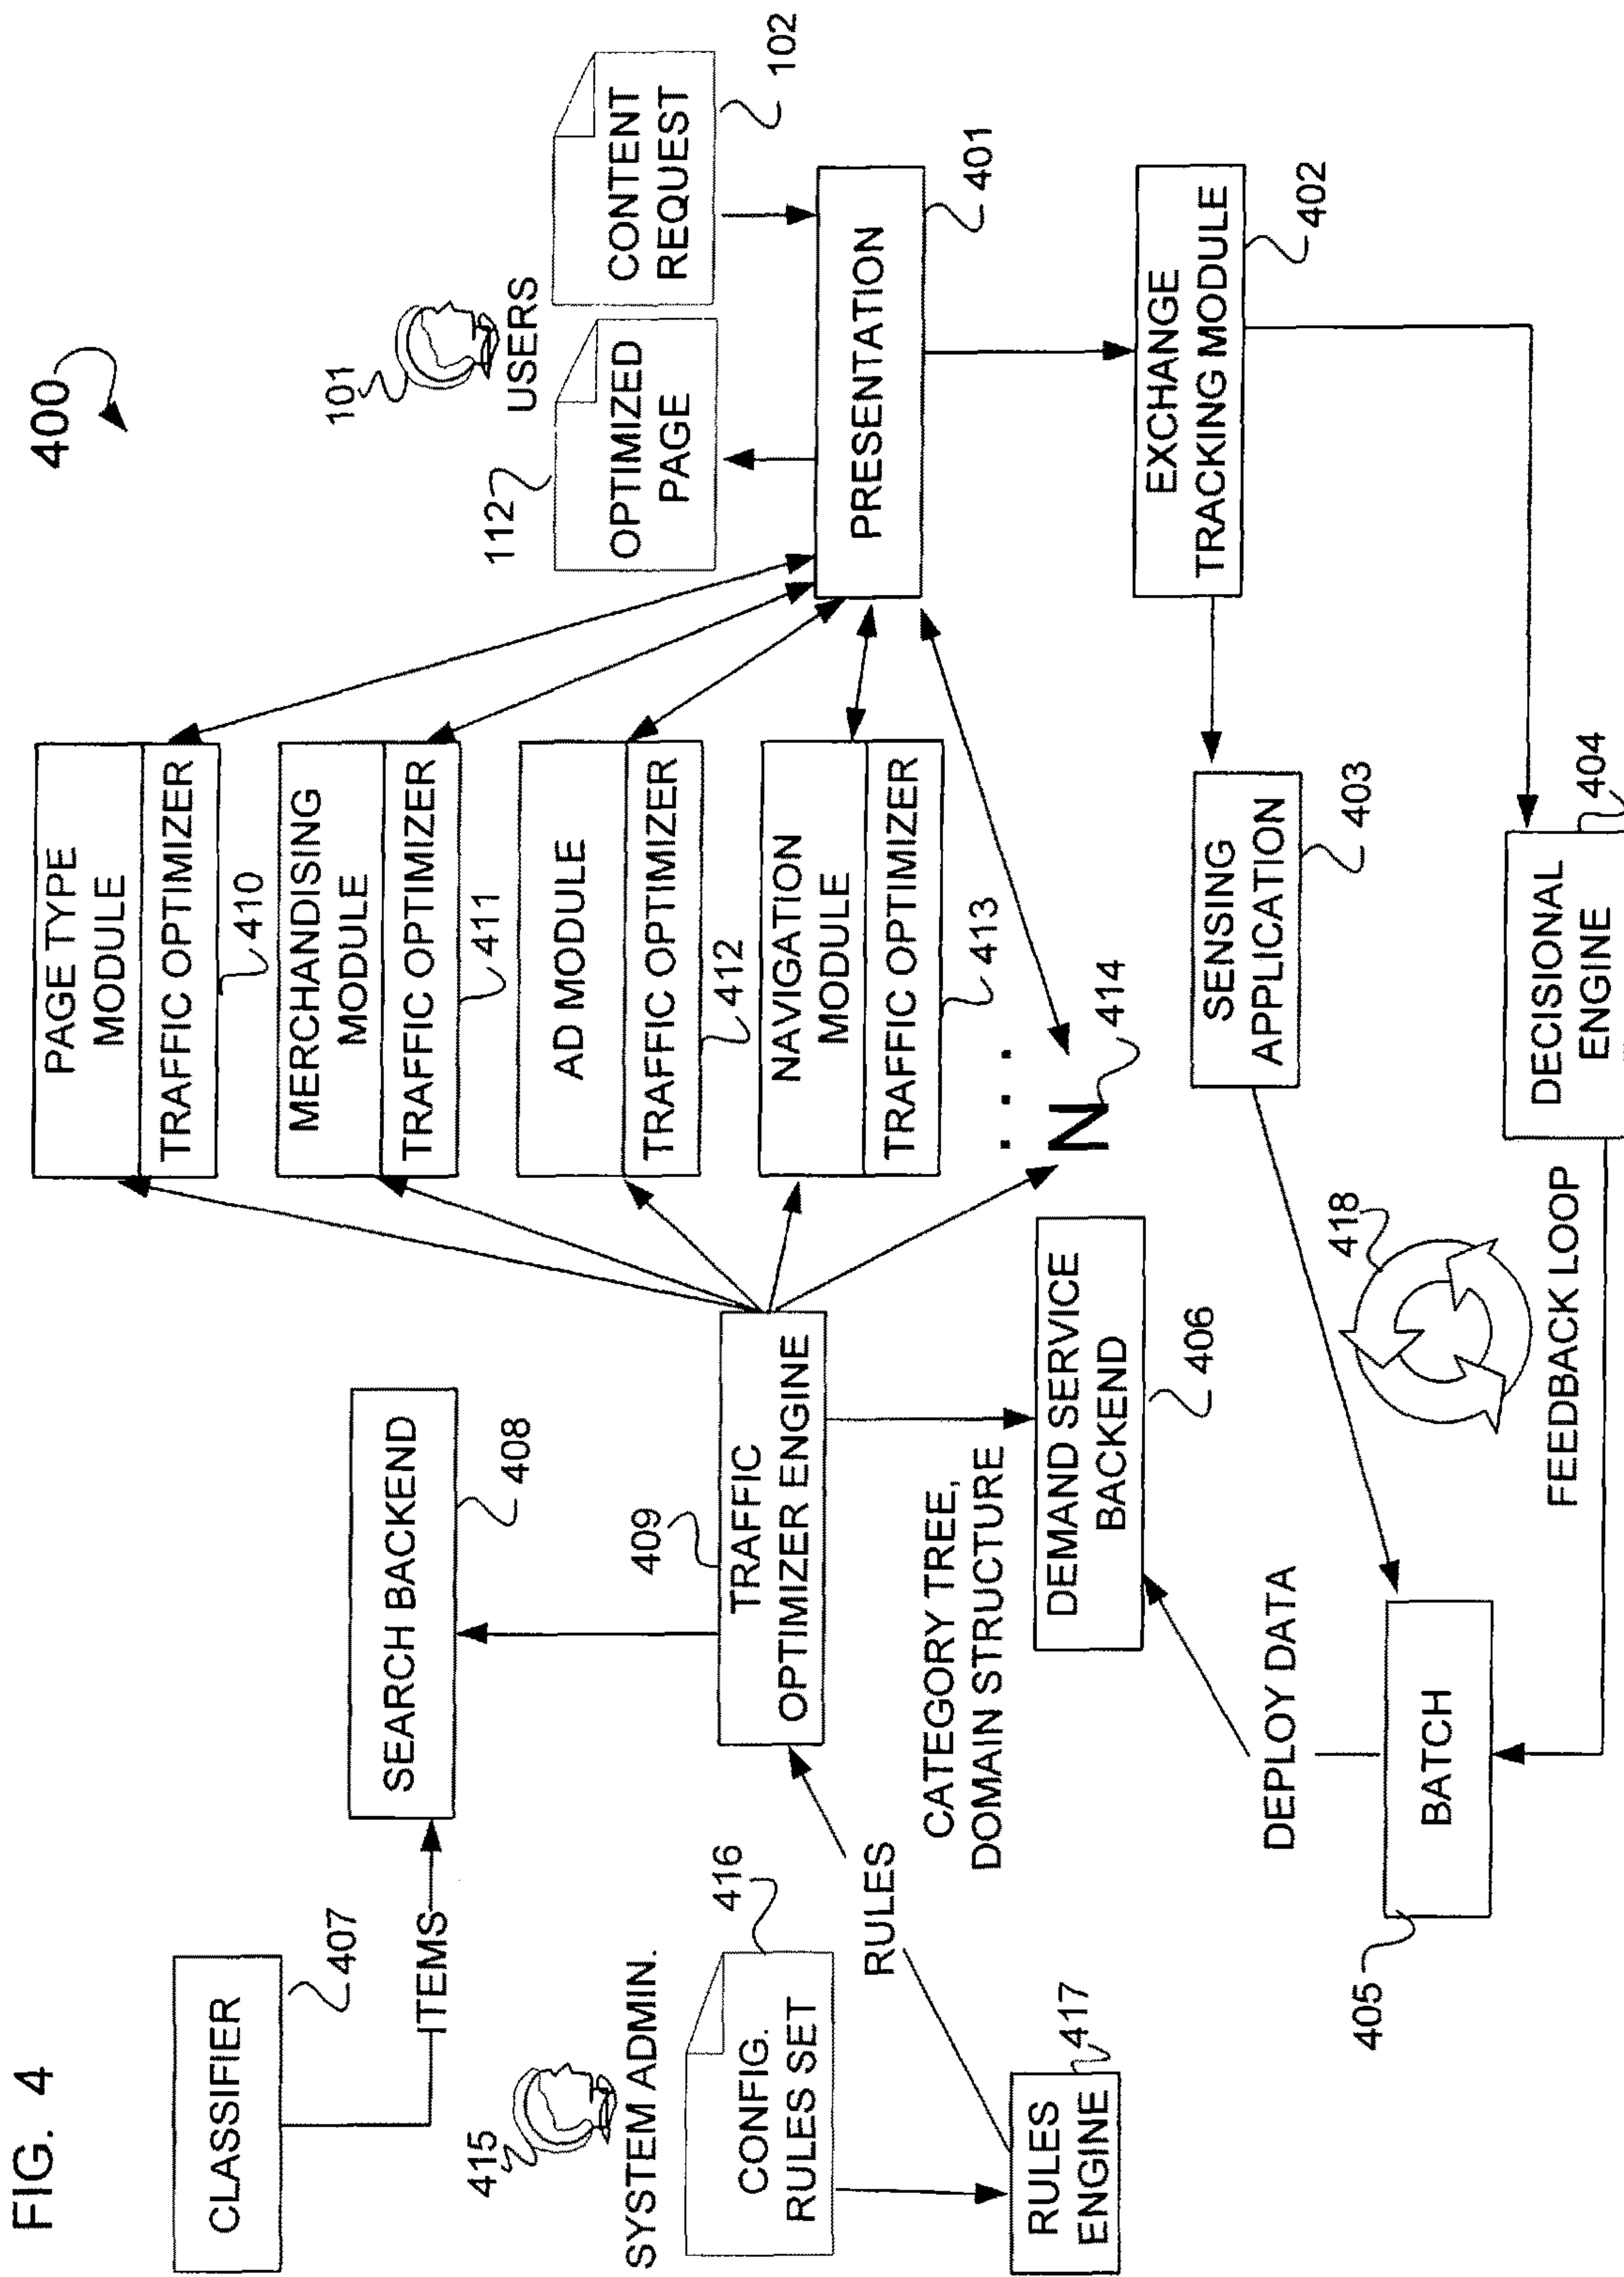 FIG. 4
400
CLASSIFIER
407
ITEMS
SEARCH BACKEND
408
415
SYSTEM ADMIN.
CONFIG.
RULES SET
416
RULES
ENGINE
417
RULES
409
TRAFFIC
OPTIMIZER ENGINE
CATEGORY TREE,
DOMAIN STRUCTURE
DEMAND SERVICE
BACKEND
406
DEPLOY DATA
BATCH
405
PAGE TYPE
MODULE
TRAFFIC OPTIMIZER
410
MERCHANDISING
MODULE
TRAFFIC OPTIMIZER
411
AD MODULE
TRAFFIC OPTIMIZER
412
NAVIGATION
MODULE
TRAFFIC OPTIMIZER
413
. . .
N
414
101
USERS
112
OPTIMIZED
PAGE
CONTENT
REQUEST
102
PRESENTATION
401
EXCHANGE
TRACKING MODULE
402
SENSING
APPLICATION
403
DECISIONAL
ENGINE
404
418
FEEDBACK LOOP